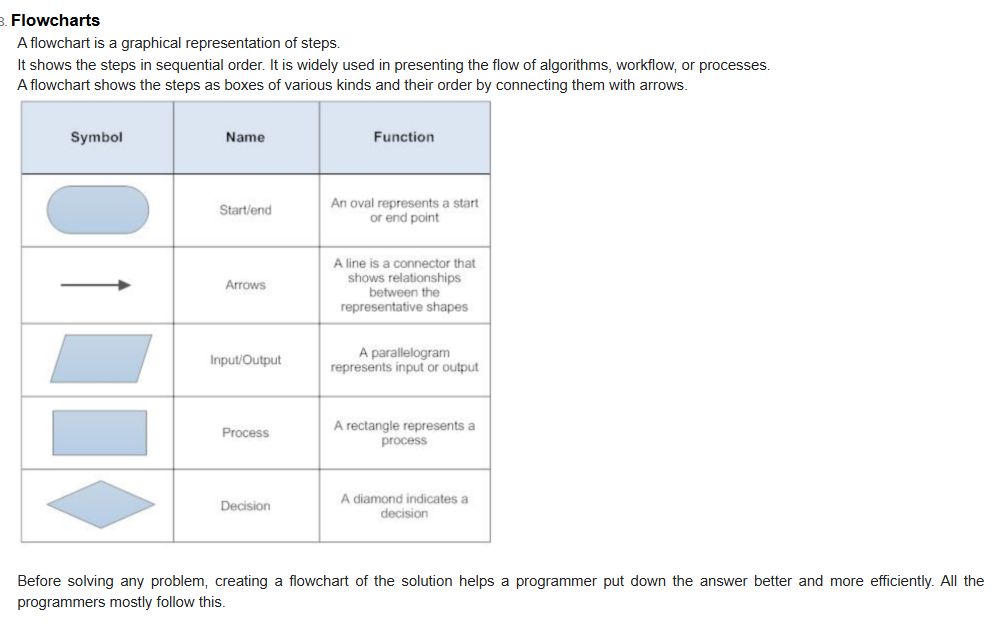 3. Flowcharts
A flowchart is a graphical representation of steps.
It shows the steps in sequential order. It is widely used in presenting the flow of algorithms, workflow, or processes.
A flowchart shows the steps as boxes of various kinds and their order by connecting them with arrows.
Symbol Name Function
Start/end
An oval represents a start
or end point
Arrows
A line is a connector that
shows relationships
between the
representative shapes
Input/Output
A parallelogram
represents input or output
Process
A rectangle represents a
process
Decision
A diamond indicates a
decision
Before solving any problem, creating a flowchart of the solution helps a programmer put down the answer better and more efficiently. All the
programmers mostly follow this.